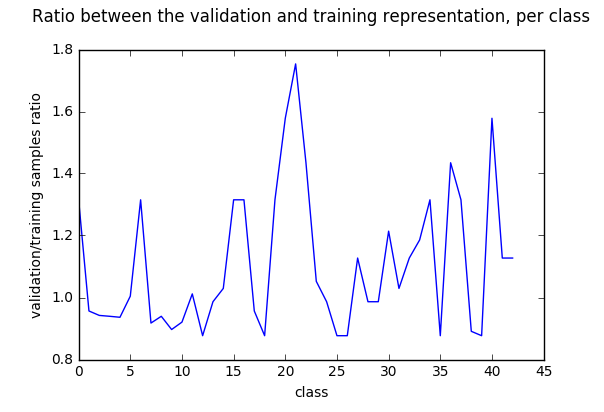 Ratio between the validation and training representation, per class
1.8
1.6
1.4
1.2
1.0
0.8
validation/training samples ratio
0 5 10 15 20 25 30 35 40 45
class